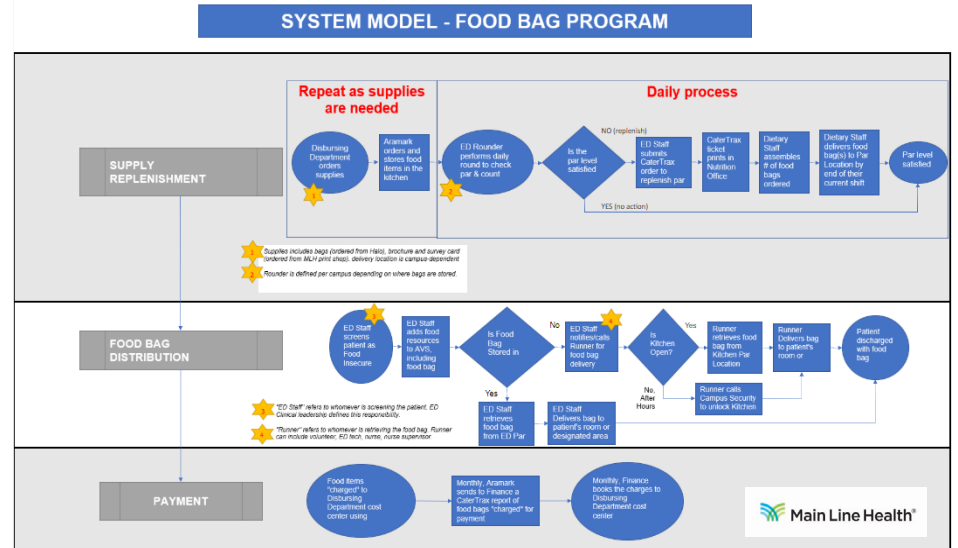 SYSTEM MODEL - FOOD BAG PROGRAM
Repeat as supplies
are needed
Daily process
SUPPLY
REPLENISHMENT
Disbursing
Department
orders
supplies
1
Aramark
orders and
stores food
items in the
kitchen
ED Rounder
performs daily
round to check
par & count
2
Is the
par level
satisfied
NO (replenish)
YES (no action)
ED Staff
submits
CaterTrax
order to
replenish par
CaterTrax
ticket
prints in
Nutrition
Office
Dietary
Staff
assembles
# of food
bags
ordered
Dietary Staff
delivers food
bag(s) to Par
Location by
end of their
current shift
Par level
satisfied
1
Supplies includes bags (ordered from Halo), brochure and survey card
(ordered from MLH print shop). delivery location is campus-dependent
2
Rounder is defined per campus depending on where bags are stored.
FOOD BAG
DISTRIBUTION
3
ED Staff
screens
patient as
Food
Insecure
ED Staff
adds food
resources
to AVS,
including
food bag
Is Food
Bag
Stored in
No
Yes
4
ED Staff
notifies/calls
Runner for
food bag
delivery
Is
Kitchen
Open?
Yes
No,
After
Hours
Runner
retrieves food
bag from
Kitchen Par
Location
Runner
Delivers bag
to patient's
room or
Patient
discharged
with food
bag
Runner calls
Campus Security
to unlock Kitchen
ED Staff
retrieves
food bag
from ED Par
ED Staff
Delivers bag to
patient's room or
designated area
3
"ED Staff" refers to whomever is screening the patient. ED
Clinical leadership defines this responsibility.
4
"Runner" refers to whomever is retrieving the food bag. Runner
can include volunteer, ED tech, nurse, nurse supervisor
PAYMENT
Food items
"charged" to
Disbursing
Department cost
center using
Monthly, Aramark
sends to Finance a
CaterTrax report of
food bags "charged" for
payment
Monthly, Finance
books the charges to
Disbursing
Department cost
center
Main Line Health®